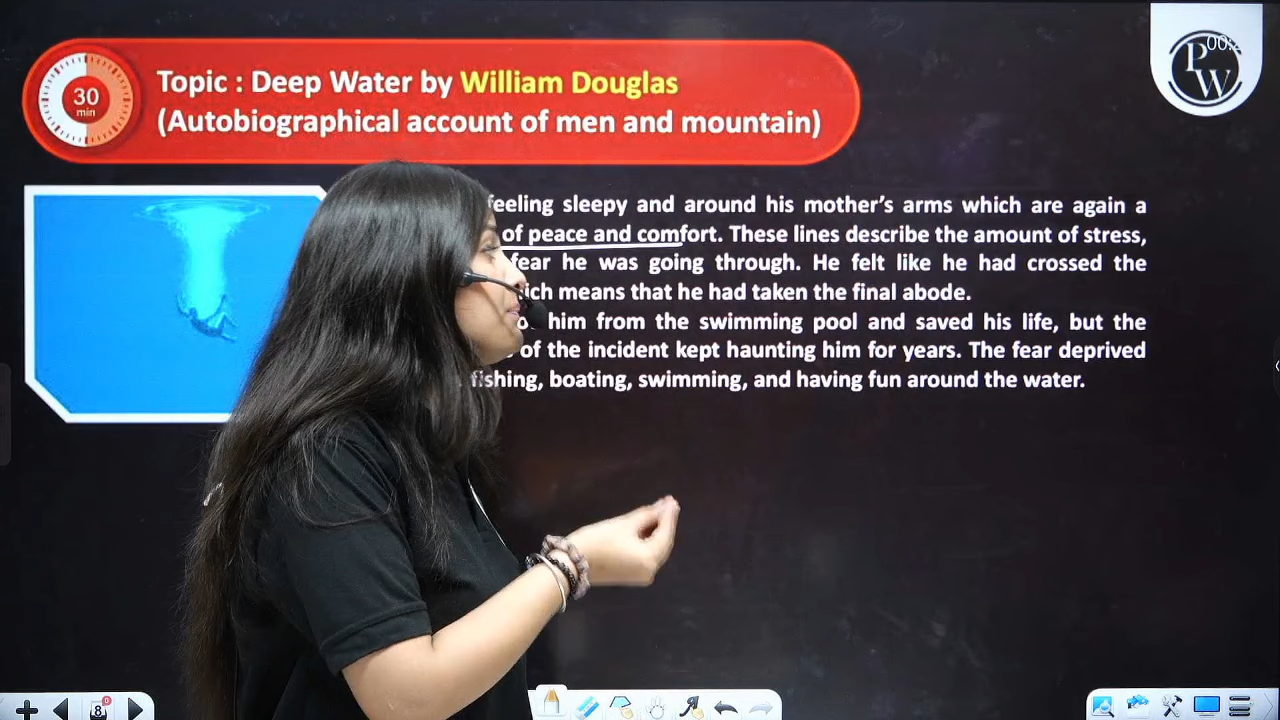 30
min
Topic : Deep Water by William Douglas
(Autobiographical account of men and mountain)
P
W
feeling sleepy and around his mother's arms which are again a
of peace and comfort. These lines describe the amount of stress,
fear he was going through. He felt like he had crossed the
means that he had taken the final abode.
him from the swimming pool and saved his life, but the
of the incident kept haunting him for years. The fear deprived
fishing, boating, swimming, and having fun around the water.
8